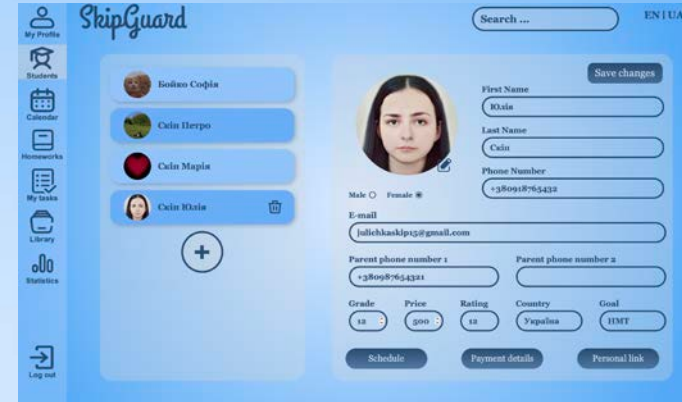 SkipGuard
Search ...
EN | UA
My Profile
Students
Calendar
Homeworks
My tasks
Library
Statistics
Log out
Бойко Софія
Скіп Петро
Скіп Марія
Скіп Юлія
+
Save changes
First Name
Юлія
Last Name
Скіп
Phone Number
+380918765432
Male Female
E-mail
julichkaskip15@gmail.com
Parent phone number 1 Parent phone number 2
+380987654321
Grade Price Rating Country Goal
12 500 12 Україна НМТ
Schedule Payment details Personal link